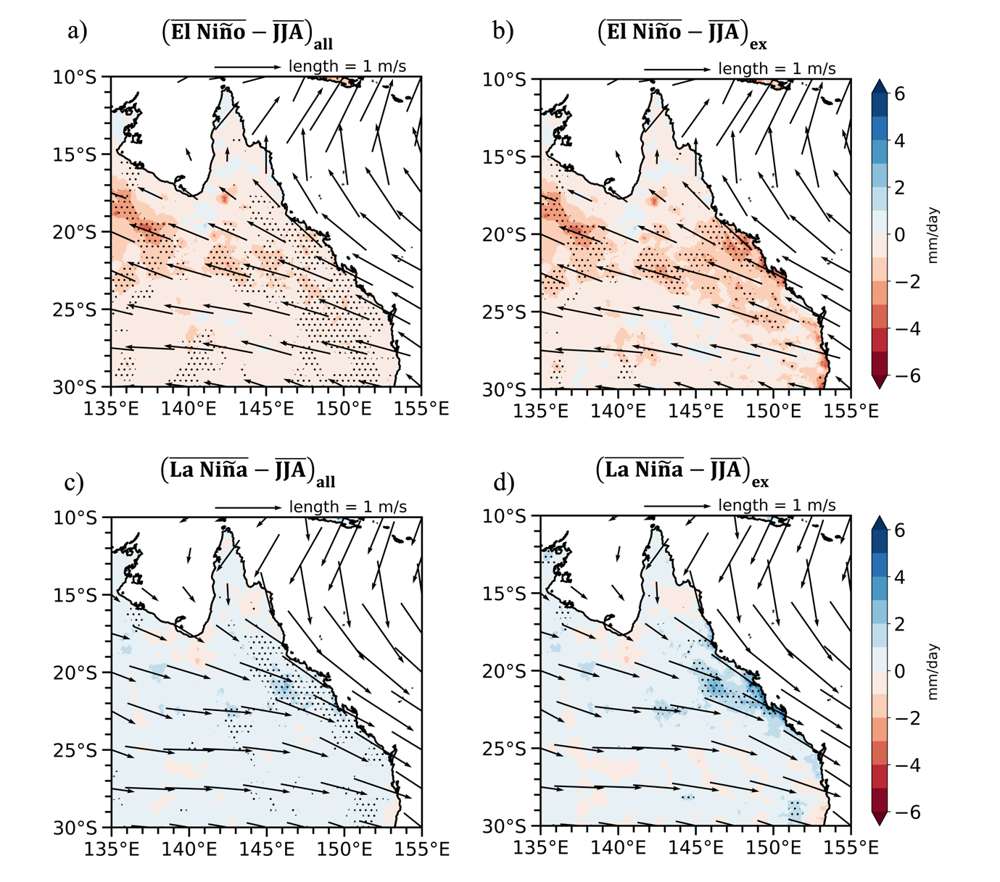 a)
(El Niño − JJA)all
length = 1 m/s
10°S
15°S
20°S
25°S
30°S
135°E 140°E 145°E 150°E 155°E
b)
(El Niño − JJA)ex
length = 1 m/s
10°S
15°S
20°S
25°S
30°S
135°E 140°E 145°E 150°E 155°E
6
4
2
0
−2
−4
−6
mm/day
c)
(La Niña − JJA)all
length = 1 m/s
10°S
15°S
20°S
25°S
30°S
135°E 140°E 145°E 150°E 155°E
d)
(La Niña − JJA)ex
length = 1 m/s
10°S
15°S
20°S
25°S
30°S
135°E 140°E 145°E 150°E 155°E
6
4
2
0
−2
−4
−6
mm/day